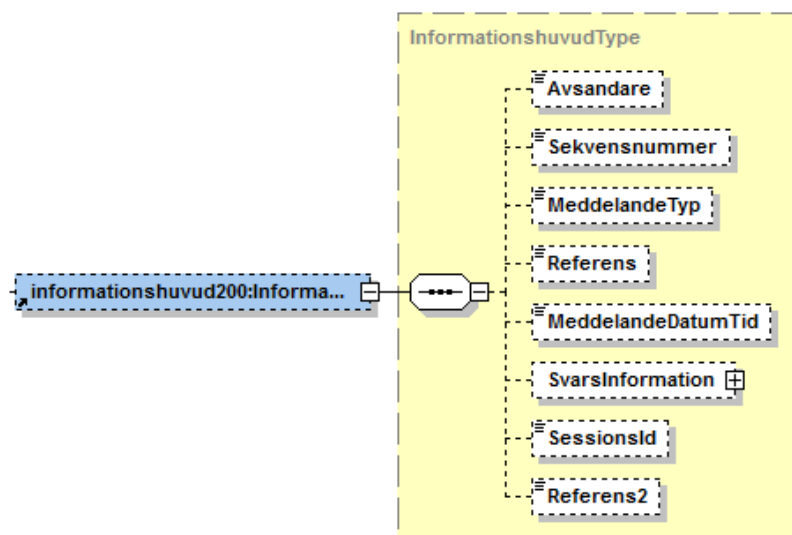 InformationshuvudType
Avsandare
Sekvensnummer
MeddelandeTyp
Referens
informationshuvud200:Informa...
MeddelandeDatumTid
SvarsInformation
SessionsId
Referens2